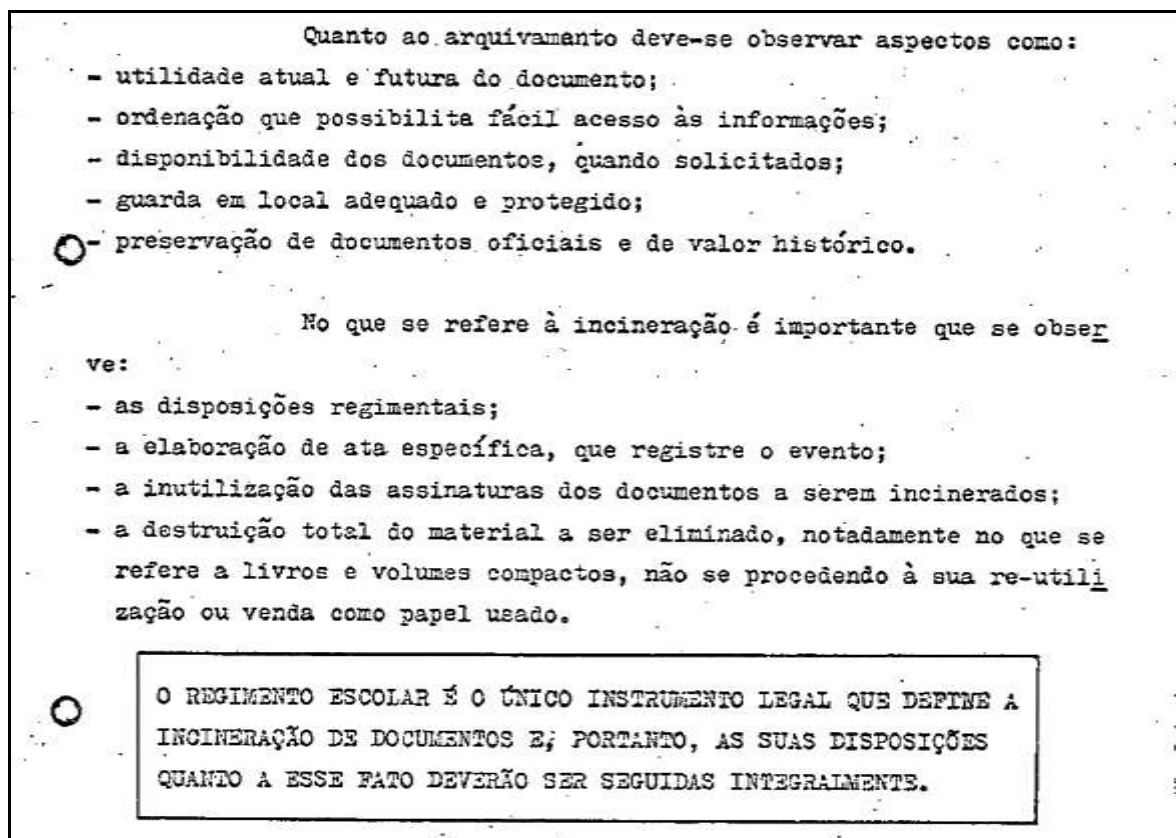 Quanto ao arquivamento deve-se observar aspectos como:
- utilidade atual e futura do documento;
- ordenação que possibilite fácil acesso às informações;
- disponibilidade dos documentos, quando solicitados;
- guarda em local adequado e protegido;
- preservação de documentos oficiais e de valor histórico.
No que se refere à incineração é importante que se obser
ve:
- as disposições regimentais;
- a elaboração de ata específica, que registre o evento;
- a inutilização das assinaturas dos documentos a serem incinerados;
- a destruição total do material a ser eliminado, notadamente no que se
refere a livros e volumes compactos, não se procedendo à sua re-utili
zação ou venda como papel usado.
O REGIMENTO ESCOLAR É O ÚNICO INSTRUMENTO LEGAL QUE DEFINE A
INCINERAÇÃO DE DOCUMENTOS E, PORTANTO, AS SUAS DISPOSIÇÕES
QUANTO A ESSE FATO DEVERÃO SER SEGUIDAS INTEGRALMENTE.